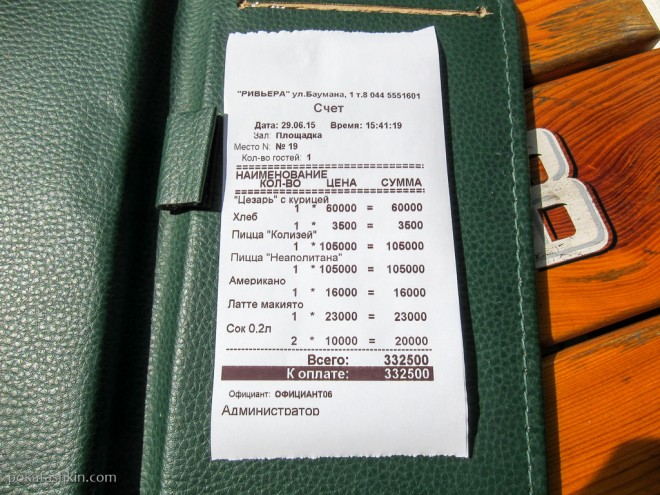 "РИВЬЕРА" ул.Баумана, 1 т.8 044 5551601
Счет
Дата: 29.06.15 Время: 15:41:19
Зал: Площадка
Место N: № 19
Кол-во гостей: 1
НАИМЕНОВАНИЕ
КОЛ-ВО ЦЕНА СУММА
"Цезарь" с курицей
1 * 60000 = 60000
Хлеб
1 * 3500 = 3500
Пицца "Колизей"
1 * 105000 = 105000
Пицца "Неаполитана"
1 * 105000 = 105000
Американо
1 * 16000 = 16000
Латте макиято
1 * 23000 = 23000
Сок 0,2л
2 * 10000 = 20000
Всего: 332500
К оплате: 332500
Официант: ОФИЦИАНТ06
Администратор
B